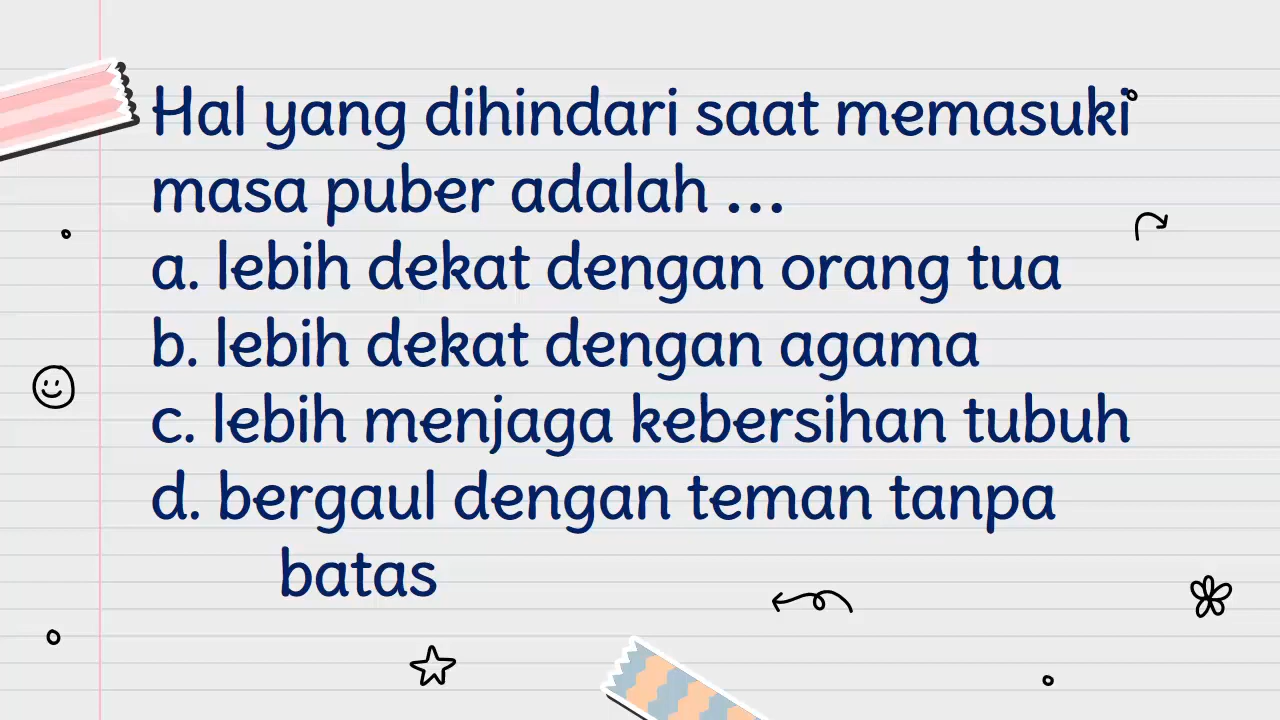 Hal yang dihindari saat memasuki
masa puber adalah ...
a. lebih dekat dengan orang tua
b. lebih dekat dengan agama
c. lebih menjaga kebersihan tubuh
d. bergaul dengan teman tanpa
batas